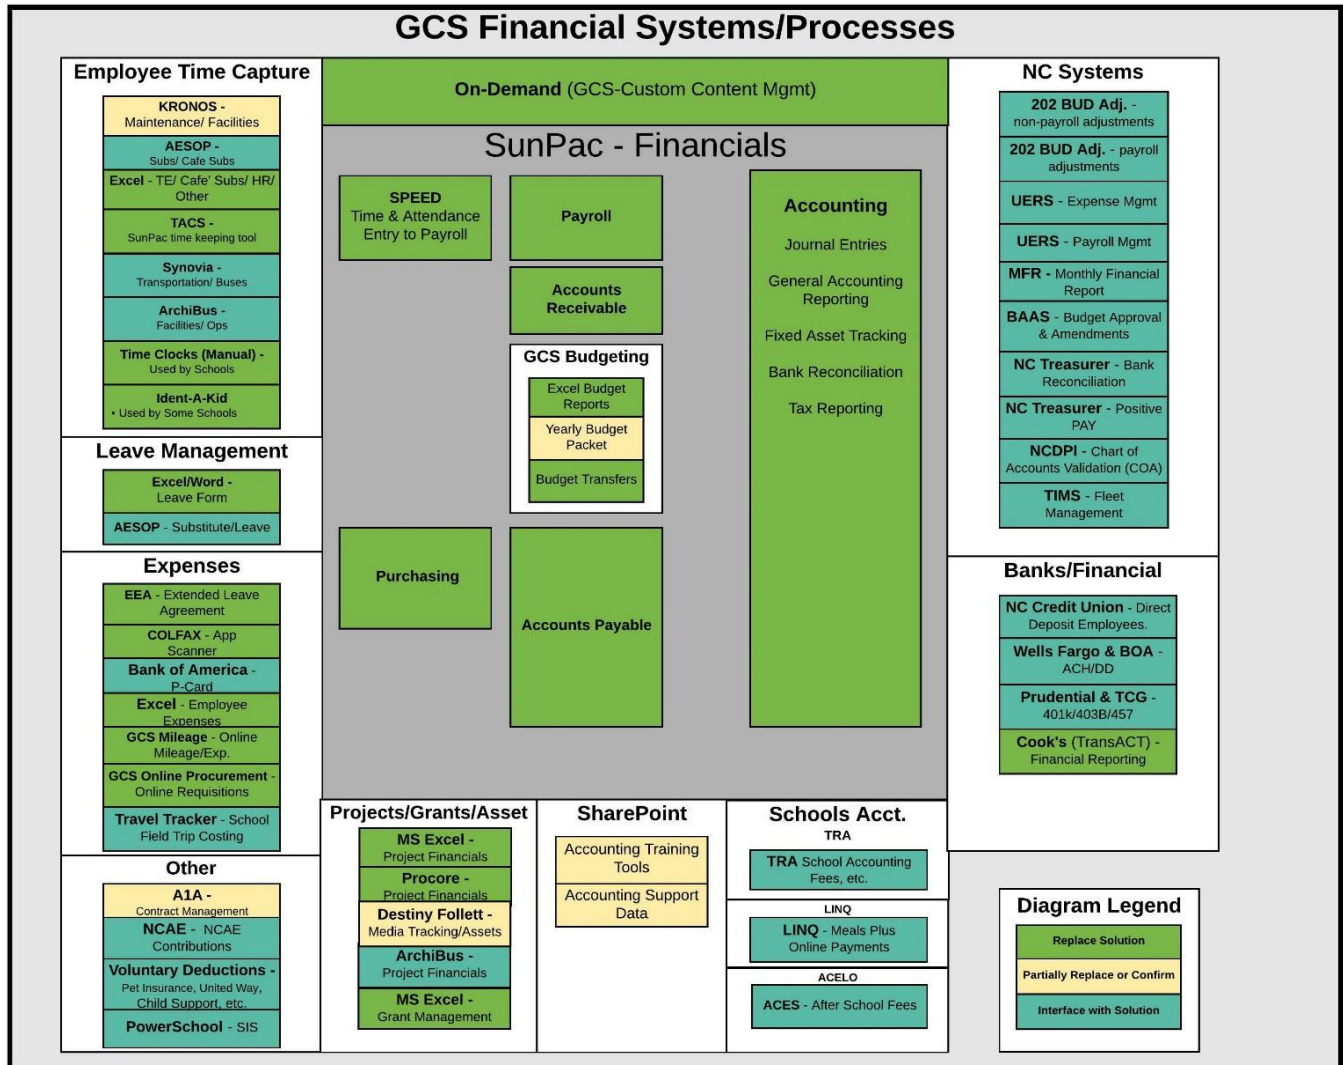 GCS Financial Systems/Processes
Employee Time Capture
KRONOS -
Maintenance/ Facilities
AESOP -
Subs/ Cafe Subs
Excel - TE/ Cafe' Subs/ HR/
Other
TACS -
SunPac time keeping tool
Synovia -
Transportation/ Buses
ArchiBus -
Facilities/ Ops
Time Clocks (Manual) -
Used by Schools
Ident-A-Kid
• Used by Some Schools
Leave Management
Excel/Word -
Leave Form
AESOP - Substitute/Leave
Expenses
EEA - Extended Leave
Agreement
COLFAX - App
Scanner
Bank of America -
P-Card
Excel - Employee
Expenses
GCS Mileage - Online
Mileage/Exp.
GCS Online Procurement -
Online Requisitions
Travel Tracker - School
Field Trip Costing
Other
A1A -
Contract Management
NCAE - NCAE
Contributions
Voluntary Deductions -
Pet Insurance, United Way,
Child Support, etc.
PowerSchool - SIS
On-Demand (GCS-Custom Content Mgmt)
SunPac - Financials
SPEED
Time & Attendance
Entry to Payroll
Payroll
Accounts
Receivable
GCS Budgeting
Excel Budget
Reports
Yearly Budget
Packet
Budget Transfers
Purchasing
Accounts Payable
Accounting
Journal Entries
General Accounting
Reporting
Fixed Asset Tracking
Bank Reconciliation
Tax Reporting
Projects/Grants/Asset
MS Excel -
Project Financials
Procore -
Project Financials
Destiny Follett -
Media Tracking/Assets
ArchiBus -
Project Financials
MS Excel -
Grant Management
SharePoint
Accounting Training
Tools
Accounting Support
Data
Schools Acct.
TRA
TRA School Accounting
Fees, etc.
LINQ
LINQ - Meals Plus
Online Payments
ACELO
ACES - After School Fees
NC Systems
202 BUD Adj. -
non-payroll adjustments
202 BUD Adj. - payroll
adjustments
UERS - Expense Mgmt
UERS - Payroll Mgmt
MFR - Monthly Financial
Report
BAAS - Budget Approval
& Amendments
NC Treasurer - Bank
Reconciliation
NC Treasurer - Positive
PAY
NCDPI - Chart of
Accounts Validation (COA)
TIMS - Fleet
Management
Banks/Financial
NC Credit Union - Direct
Deposit Employees.
Wells Fargo & BOA -
ACH/DD
Prudential & TCG -
401k/403B/457
Cook's (TransACT) -
Financial Reporting
Diagram Legend
Replace Solution
Partially Replace or Confirm
Interface with Solution